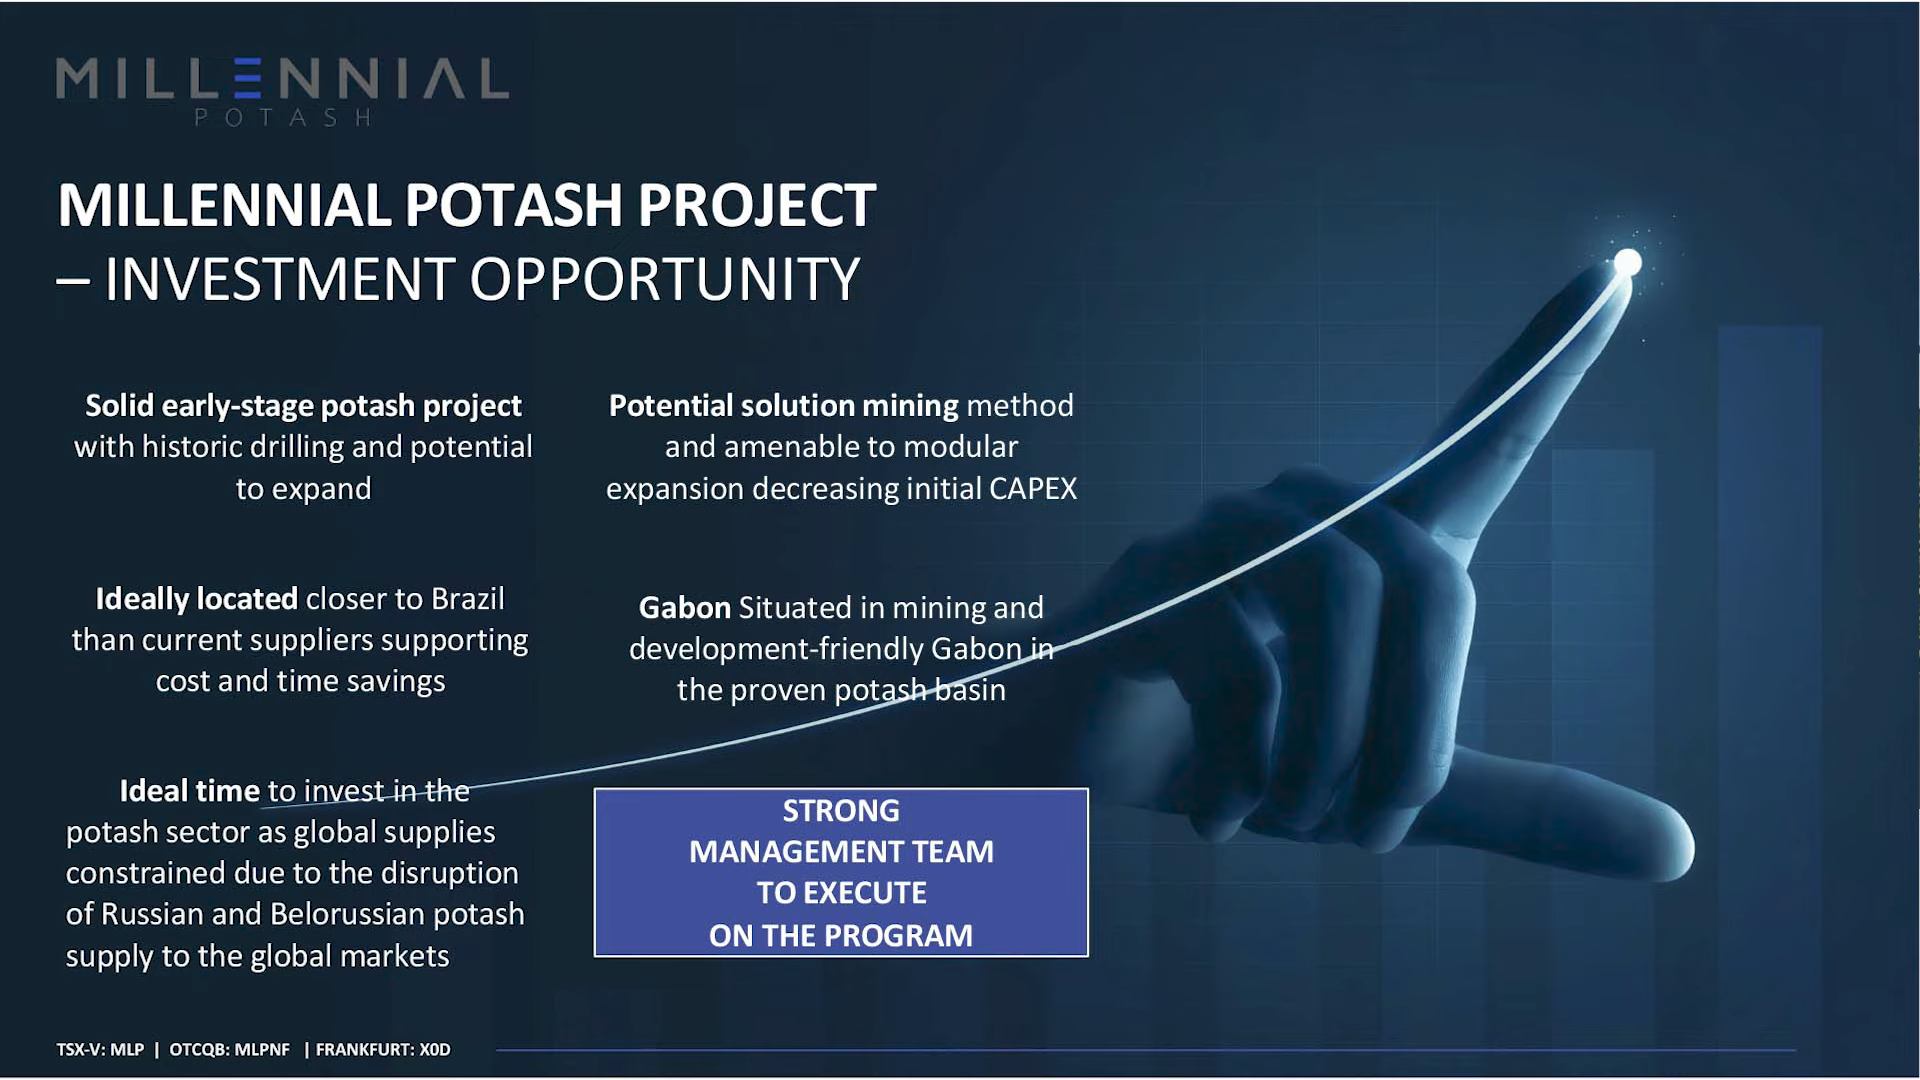 MILLENNIAL
POTASH
MILLENNIAL POTASH PROJECT
– INVESTMENT OPPORTUNITY
Solid early-stage potash project
with historic drilling and potential
to expand
Potential solution mining method
and amenable to modular
expansion decreasing initial CAPEX
Ideally located closer to Brazil
than current suppliers supporting
cost and time savings
Gabon Situated in mining and
development-friendly Gabon in
the proven potash basin
Ideal time to invest in the
potash sector as global supplies
constrained due to the disruption
of Russian and Belorussian potash
supply to the global markets
STRONG
MANAGEMENT TEAM
TO EXECUTE
ON THE PROGRAM
TSX-V: MLP | OTCQB: MLPNF | FRANKFURT: X0D